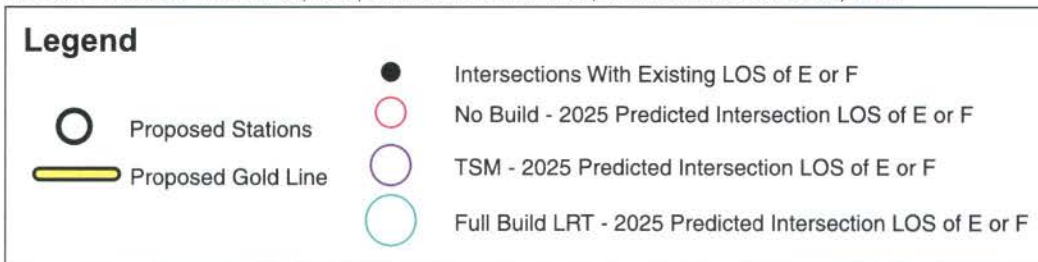 Legend
Proposed Stations
Proposed Gold Line
Intersections With Existing LOS of E or F
No Build - 2025 Predicted Intersection LOS of E or F
TSM - 2025 Predicted Intersection LOS of E or F
Full Build LRT - 2025 Predicted Intersection LOS of E or F